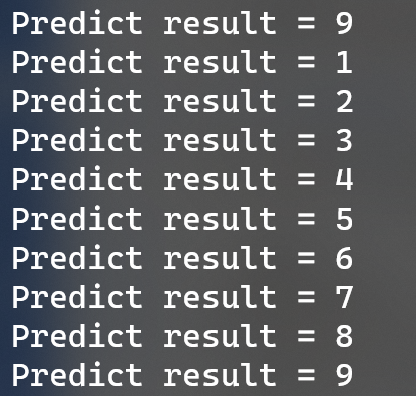 Predict result = 9
Predict result = 1
Predict result = 2
Predict result = 3
Predict result = 4
Predict result = 5
Predict result = 6
Predict result = 7
Predict result = 8
Predict result = 9